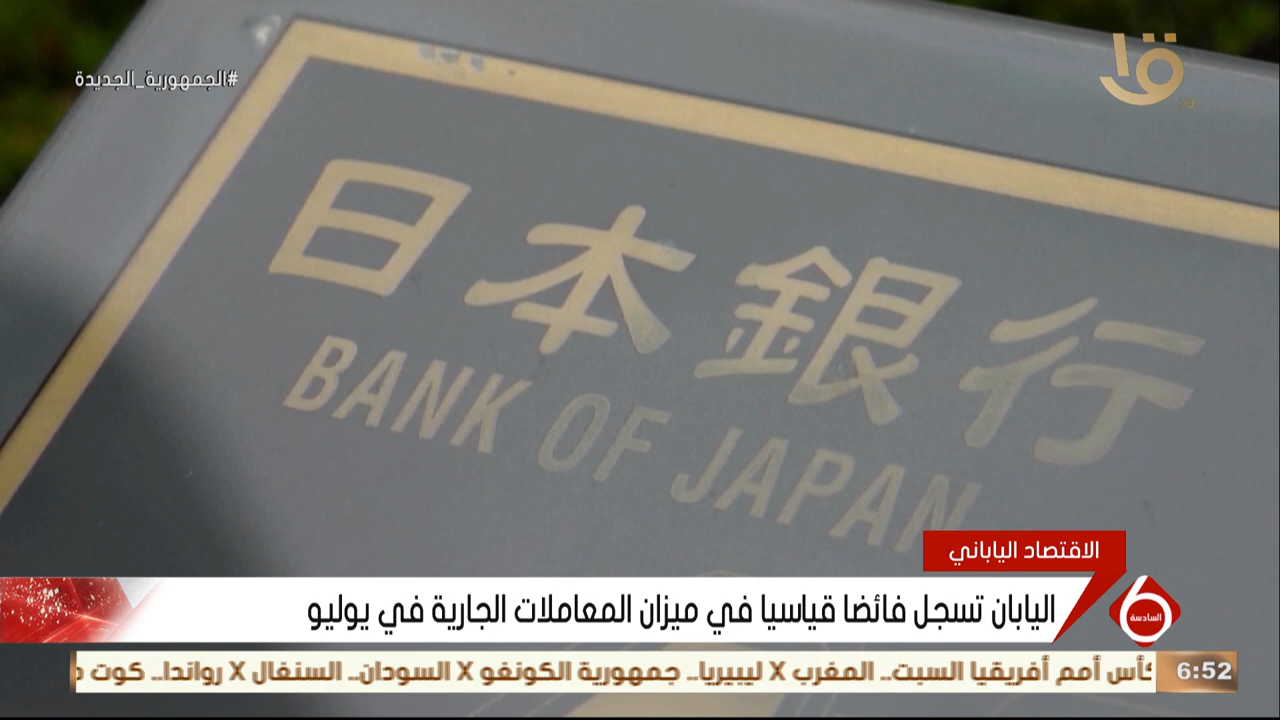 #الجمهورية_الجديدة
日本銀行
BANK OF JAPAN
الاقتصاد الياباني
اليابان تسجل فائضا قياسيا في ميزان المعاملات الجارية في يوليو
السادسة
6:52
كأس أمم أفريقيا السبت.. المغرب X ليبيريا.. جمهورية الكونغو X السودان.. السنغال X رواندا.. كوت